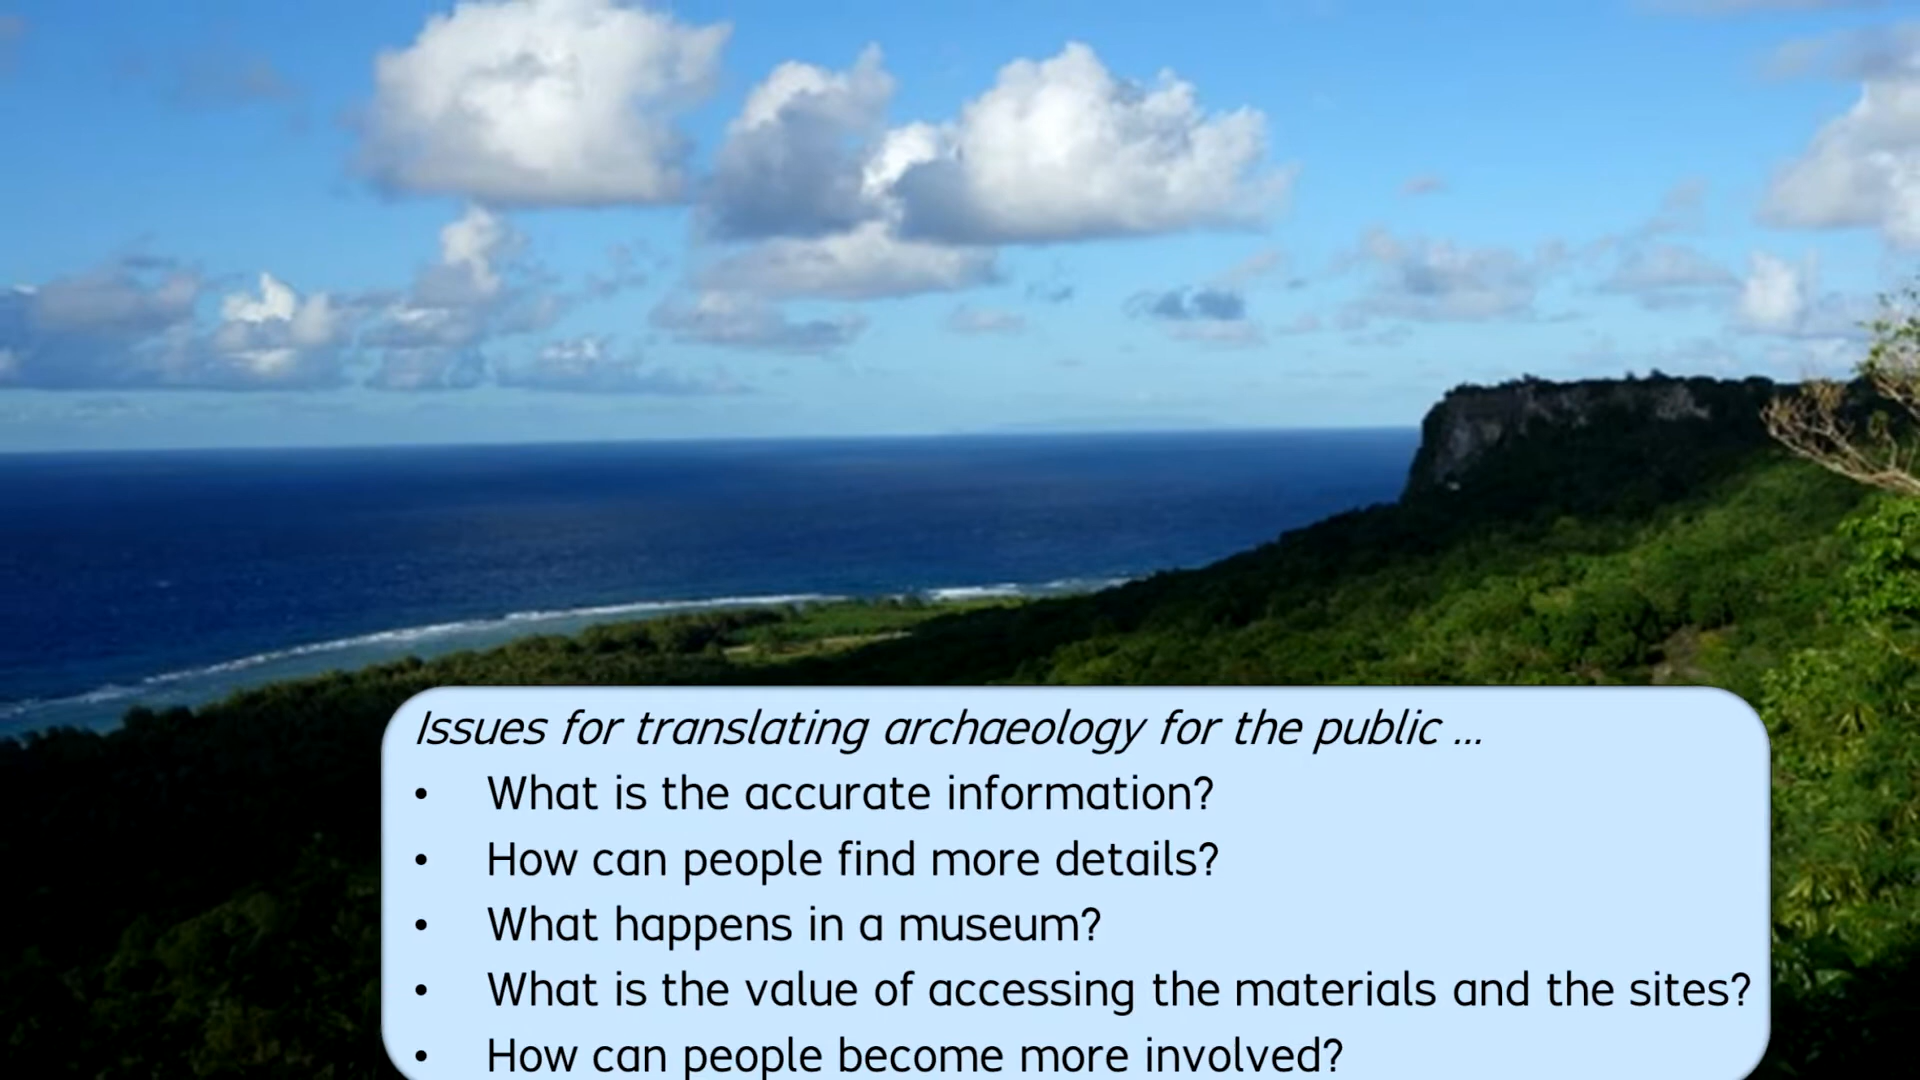 Issues for translating archaeology for the public ...
• What is the accurate information?
• How can people find more details?
• What happens in a museum?
• What is the value of accessing the materials and the sites?
• How can people become more involved?